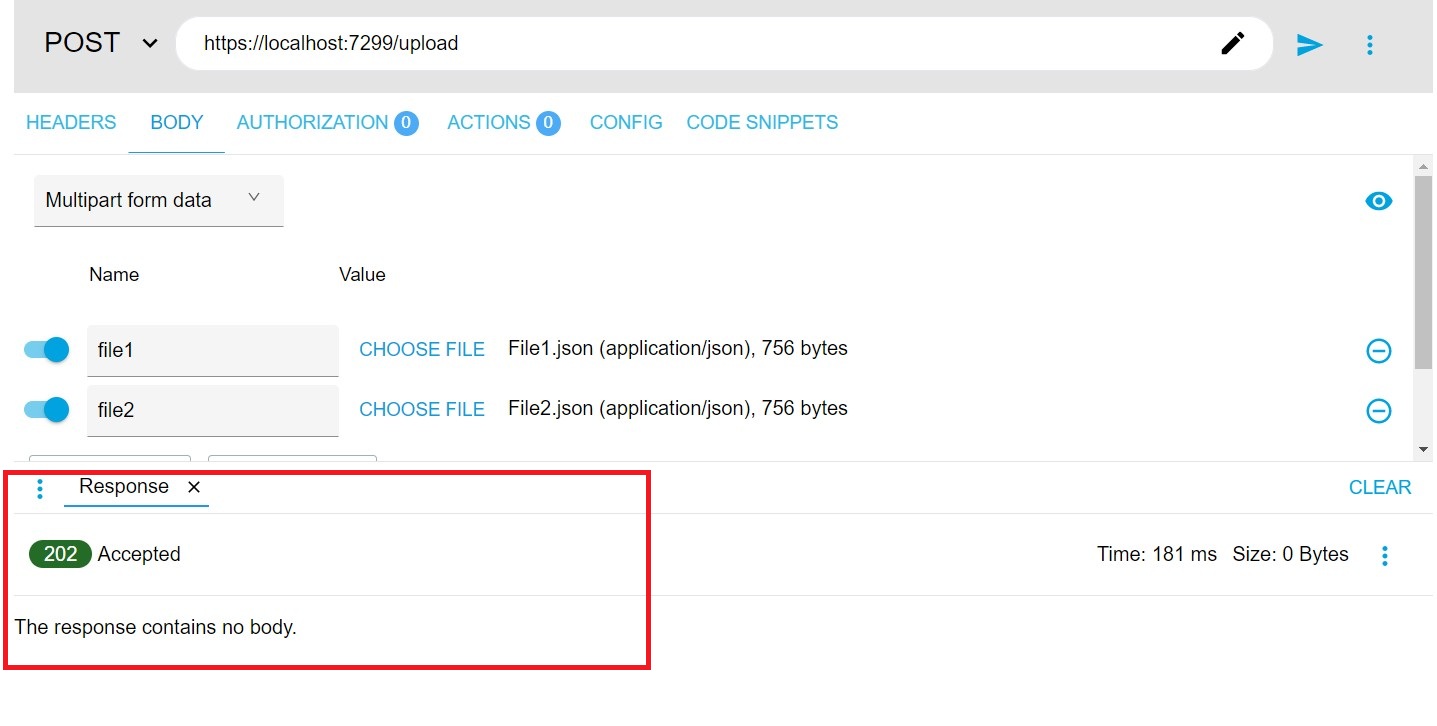 POST https://localhost:7299/upload
HEADERS BODY AUTHORIZATION 0 ACTIONS 0 CONFIG CODE SNIPPETS
Multipart form data
Name Value
file1 CHOOSE FILE File1.json (application/json), 756 bytes
file2 CHOOSE FILE File2.json (application/json), 756 bytes
Response CLEAR
202 Accepted Time: 181 ms Size: 0 Bytes
The response contains no body.